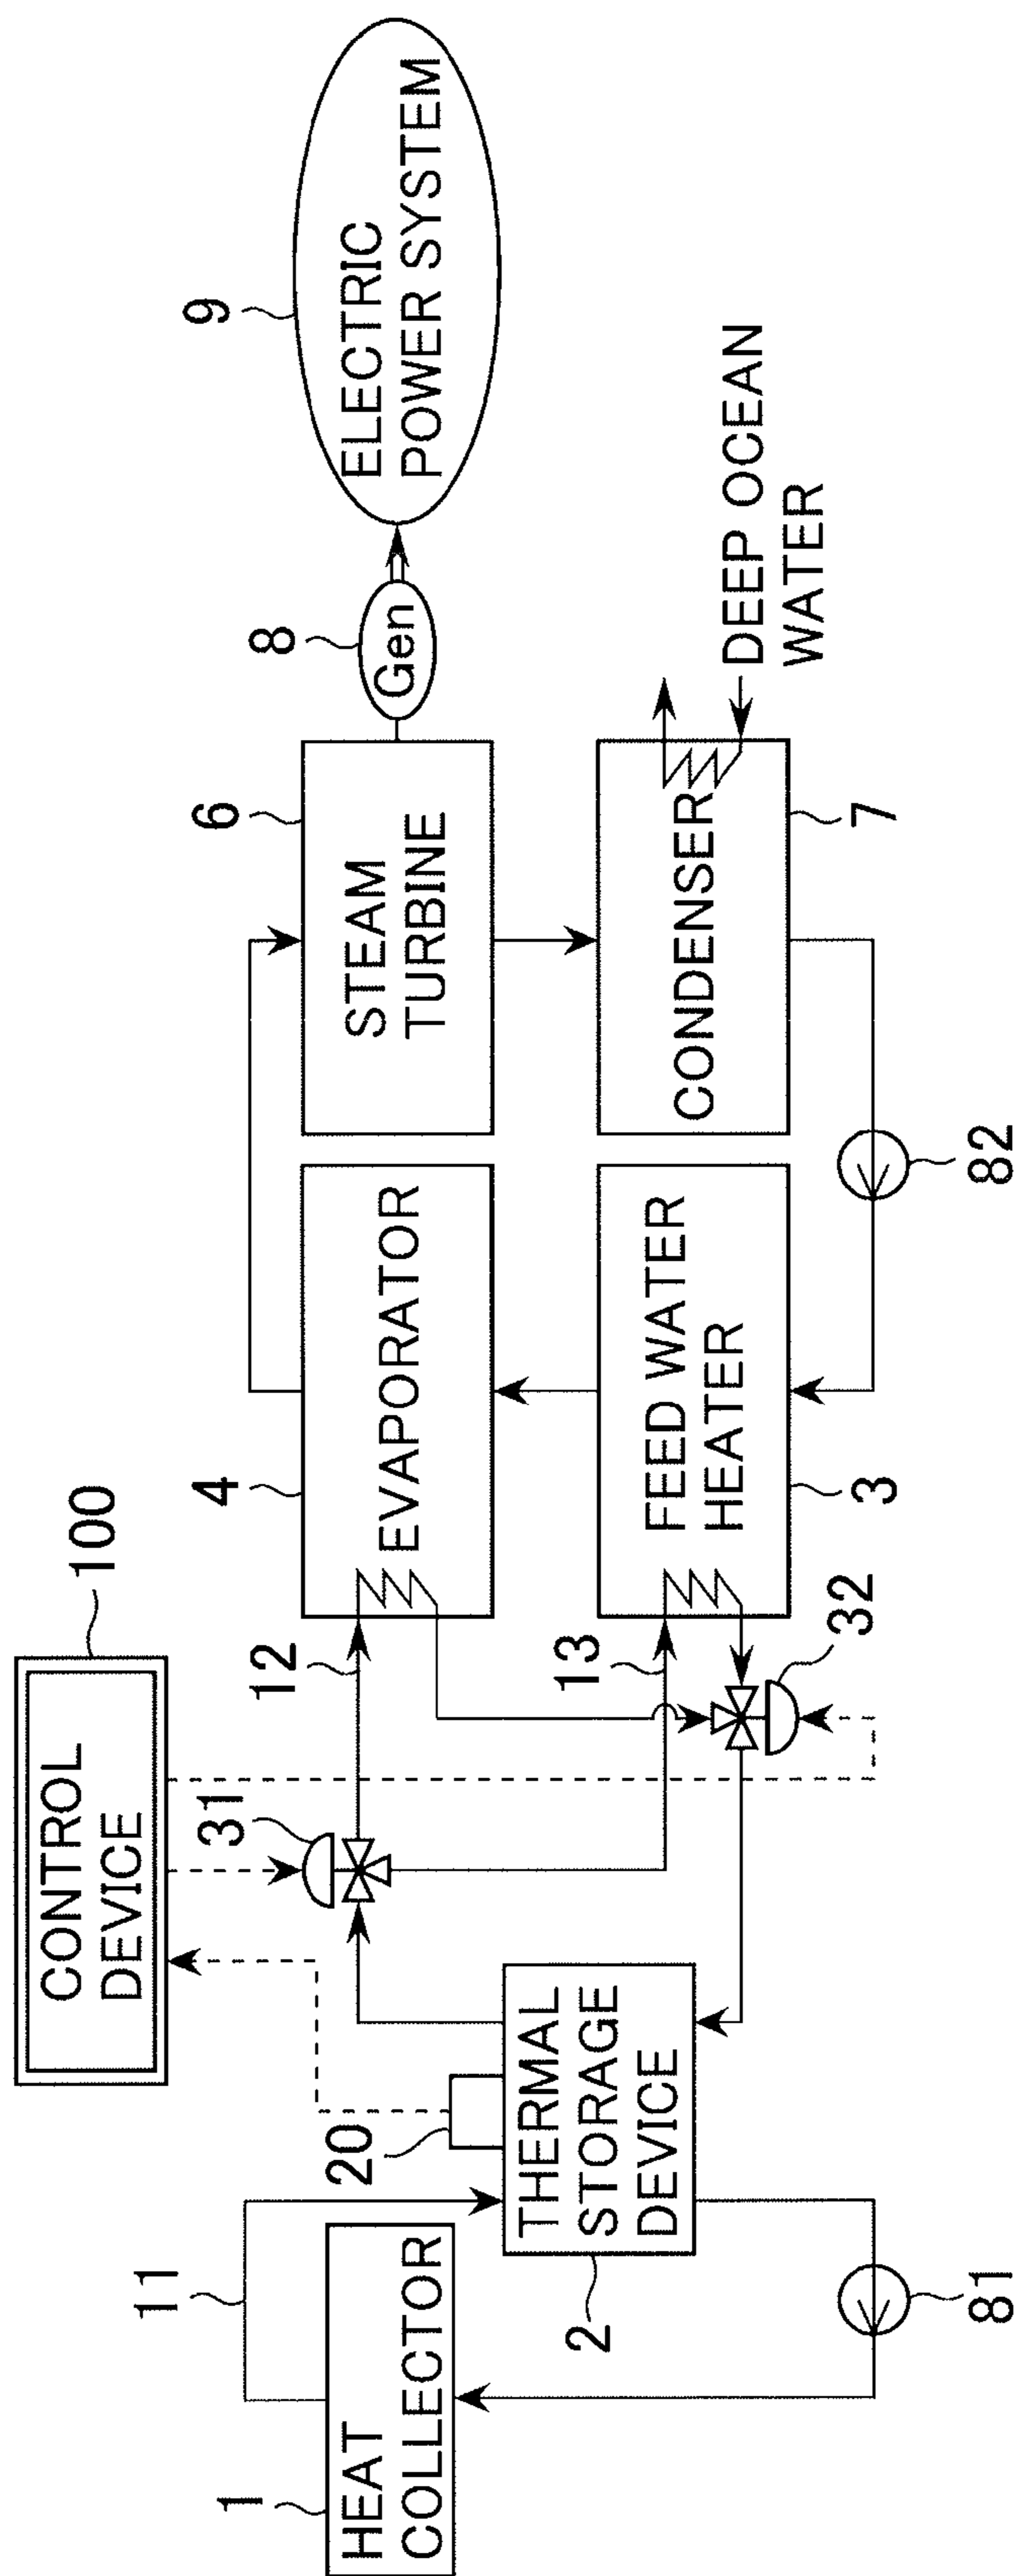 100
CONTROL
DEVICE
9
ELECTRIC
POWER SYSTEM
8
Gen
6
STEAM
TURBINE
4
EVAPORATOR
12
31
20
11
1
HEAT
COLLECTOR
THERMAL
STORAGE
DEVICE
2
13
32
FEED WATER
HEATER
3
CONDENSER
7
DEEP OCEAN
WATER
82
81